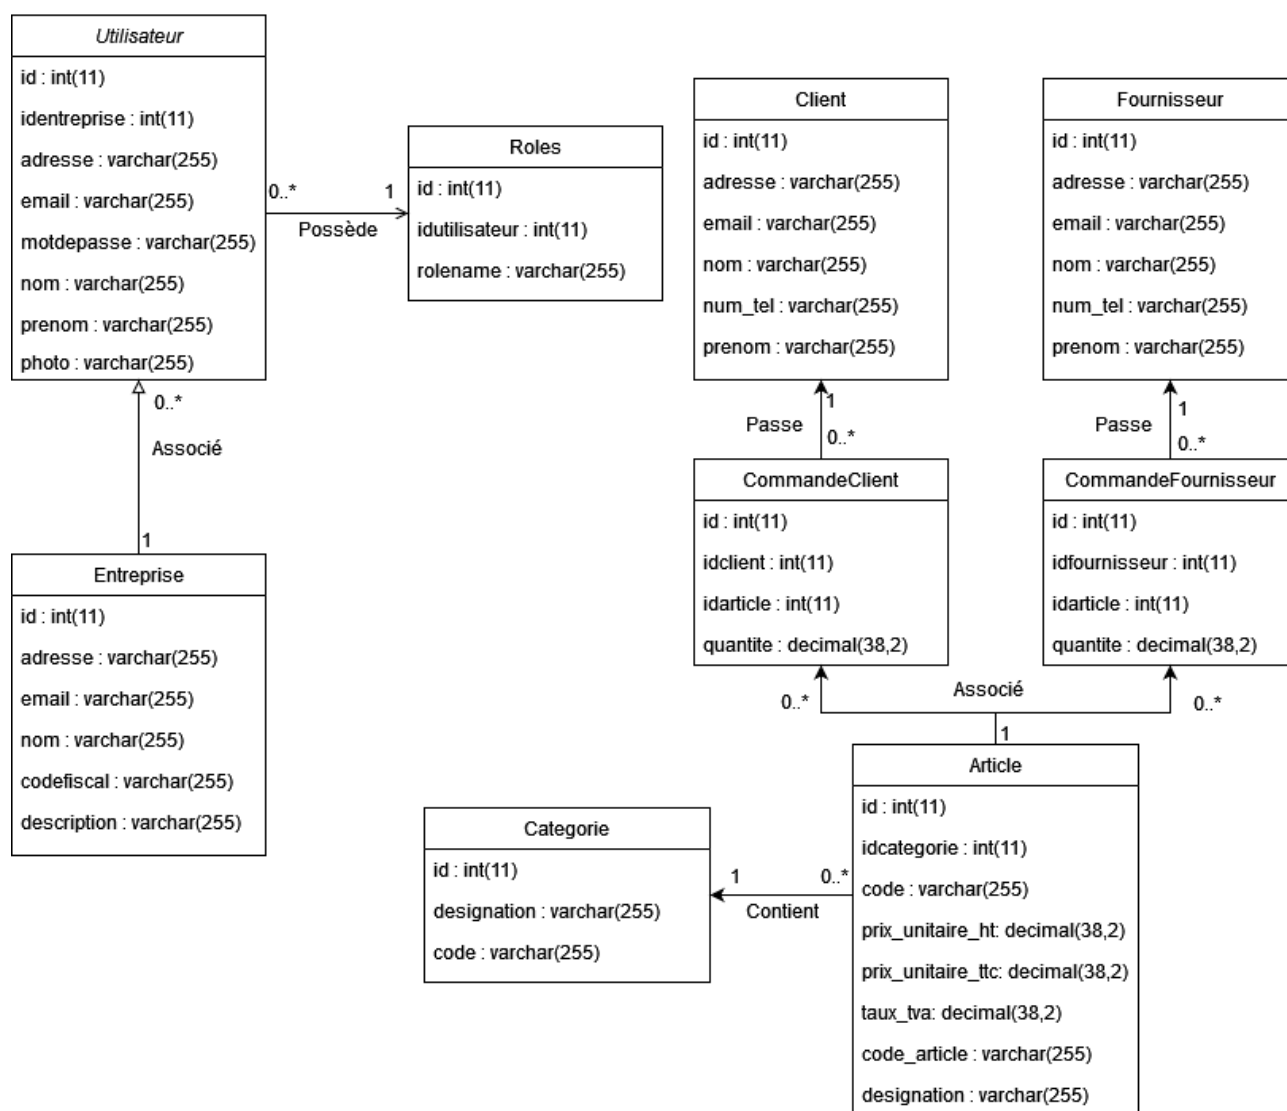 Utilisateur
id : int(11)
identreprise : int(11)
adresse : varchar(255)
email : varchar(255)
motdepasse : varchar(255)
nom : varchar(255)
prenom : varchar(255)
photo : varchar(255)
0..*
1
Possède
Roles
id : int(11)
idutilisateur : int(11)
rolename : varchar(255)
0..*
Associé
1
Entreprise
id : int(11)
adresse : varchar(255)
email : varchar(255)
nom : varchar(255)
codefiscal : varchar(255)
description : varchar(255)
Client
id : int(11)
adresse : varchar(255)
email : varchar(255)
nom : varchar(255)
num_tel : varchar(255)
prenom : varchar(255)
1
Passe
0..*
CommandeClient
id : int(11)
idclient : int(11)
idarticle : int(11)
quantite : decimal(38,2)
Fournisseur
id : int(11)
adresse : varchar(255)
email : varchar(255)
nom : varchar(255)
num_tel : varchar(255)
prenom : varchar(255)
1
Passe
0..*
CommandeFournisseur
id : int(11)
idfournisseur : int(11)
idarticle : int(11)
quantite : decimal(38,2)
0..*
Associé
0..*
1
Article
id : int(11)
idcategorie : int(11)
code : varchar(255)
prix_unitaire_ht: decimal(38,2)
prix_unitaire_ttc: decimal(38,2)
taux_tva: decimal(38,2)
code_article : varchar(255)
designation : varchar(255)
1
0..*
Contient
Categorie
id : int(11)
designation : varchar(255)
code : varchar(255)